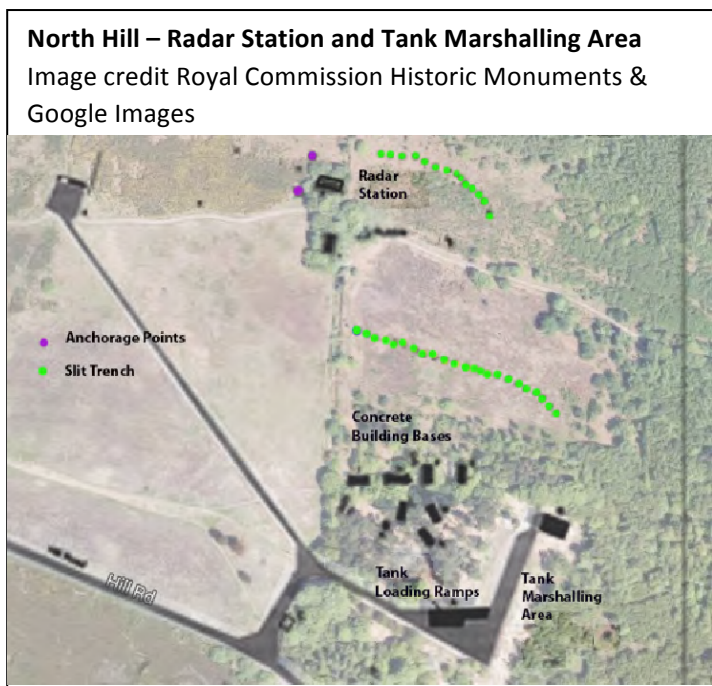 North Hill – Radar Station and Tank Marshalling Area
Image credit Royal Commission Historic Monuments &
Google Images
Radar
Station
Anchorage Points
Slit Trench
Concrete
Building Bases
Tank
Loading Ramps
Tank
Marshalling
Area
Hill Rd